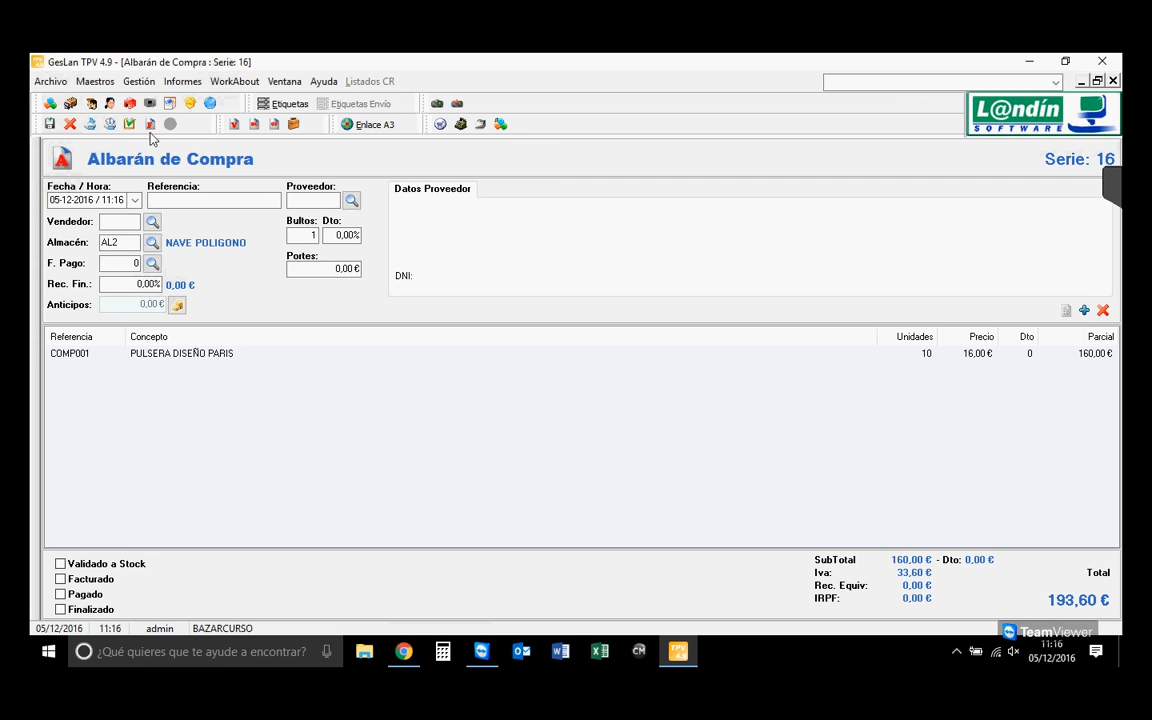 GesLan TPV 4.9 - [Albarán de Compra : Serie: 16]
Archivo Maestros Gestión Informes WorkAbout Ventana Ayuda Listados CR
Etiquetas Etiquetas Envío
Enlace A3
L@ndín
SOFTWARE
Albarán de Compra
Serie: 16
Fecha / Hora: Referencia: Proveedor:
05-12-2016 / 11:16
Datos Proveedor
Vendedor:
Bultos: Dto:
1 0,00%
Almacén: AL2 NAVE POLIGONO
F. Pago: 0
Portes:
0,00 €
Rec. Fin.: 0,00% 0,00 €
DNI:
Anticipos: 0,00 €
Referencia Concepto Unidades Precio Dto Parcial
COMP001 PULSERA DISEÑO PARIS 10 16,00 € 0 160,00 €
Validado a Stock
Facturado
Pagado
Finalizado
SubTotal 160,00 € - Dto: 0,00 €
Iva: 33,60 €
Rec. Equiv: 0,00 €
IRPF: 0,00 €
Total
193,60 €
05/12/2016 11:16 admin BAZARCURSO
TeamViewer
¿Qué quieres que te ayude a encontrar?
CM
TPV
4.9
11:16
05/12/2016